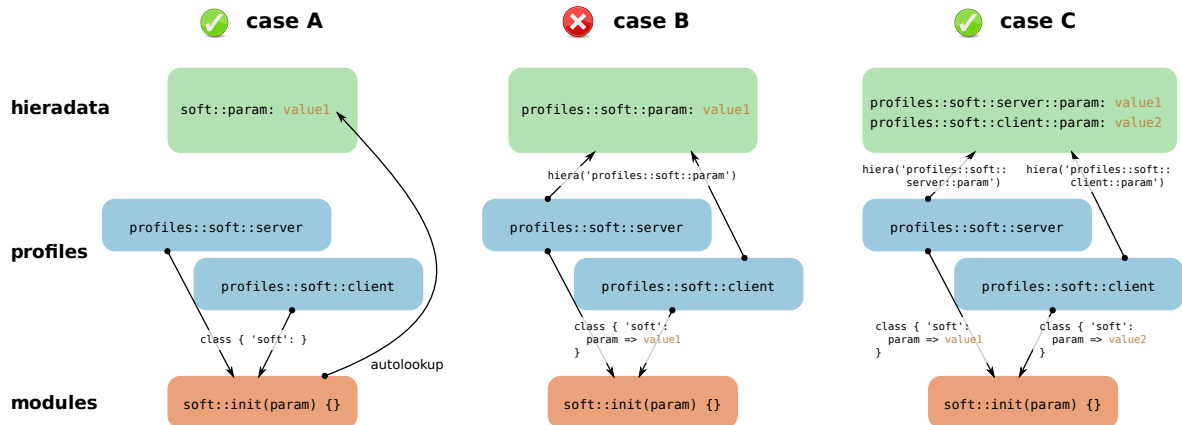 case A
case B
case C
hieradata
soft::param: value1
profiles::soft::param: value1
profiles::soft::server::param: value1
profiles::soft::client::param: value2
hiera('profiles::soft::param')
hiera('profiles::soft::
server::param')
hiera('profiles::soft::
client::param')
profiles
profiles::soft::server
profiles::soft::client
profiles::soft::server
profiles::soft::client
profiles::soft::server
profiles::soft::client
class { 'soft': }
autolookup
class { 'soft':
param => value1
}
class { 'soft':
param => value1
}
class { 'soft':
param => value2
}
modules
soft::init(param) {}
soft::init(param) {}
soft::init(param) {}